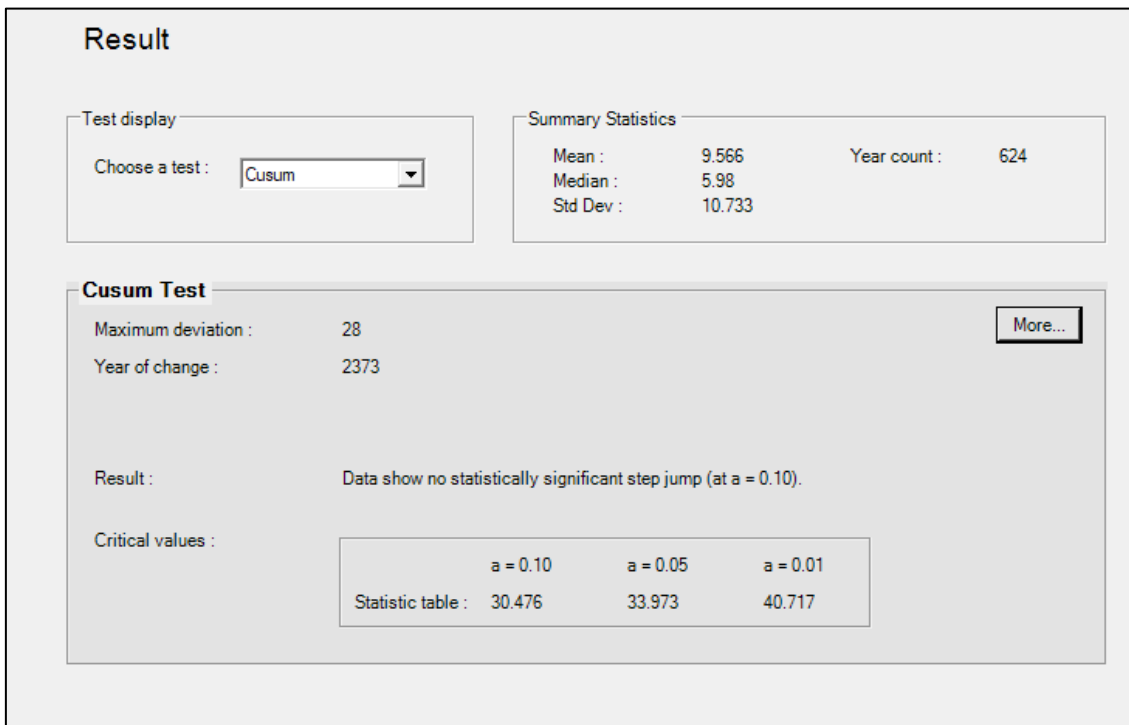 Result
Test display
Choose a test :
Cusum
Summary Statistics
Mean : 9.566 Year count : 624
Median : 5.98
Std Dev : 10.733
Cusum Test
Maximum deviation : 28
More...
Year of change : 2373
Result : Data show no statistically significant step jump (at a = 0.10).
Critical values :
a = 0.10 a = 0.05 a = 0.01
Statistic table : 30.476 33.973 40.717